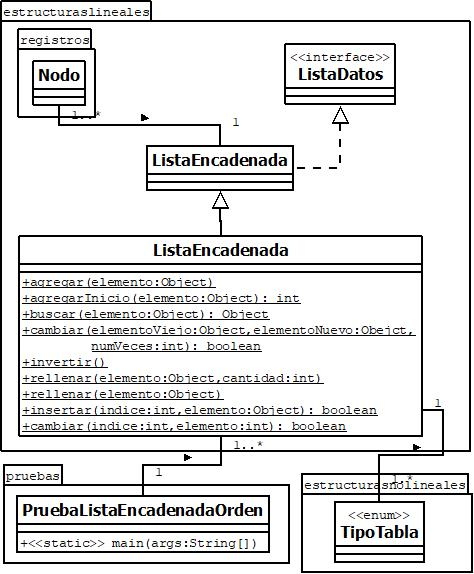 estructuraslineales
registros
Nodo
<<interface>>
ListaDatos
1..*
1
ListaEncadenada
ListaEncadenada
+agregar(elemento:Object)
+agregarInicio(elemento:Object): int
+buscar(elemento:Object): Object
+cambiar(elementoViejo:Object,elementoNuevo:Obejct,
numVeces:int): boolean
+invertir()
+rellenar(elemento:Object,cantidad:int)
+rellenar(elemento:Object)
+insertar(indice:int,elemento:Object): boolean
+cambiar(indice:int,elemento:int): boolean
1
1..*
pruebas
1
PruebaListaEncadenadaOrden
+<<static>> main(args:String[])
1..*
estructurasnolineales
<<enum>>
TipoTabla